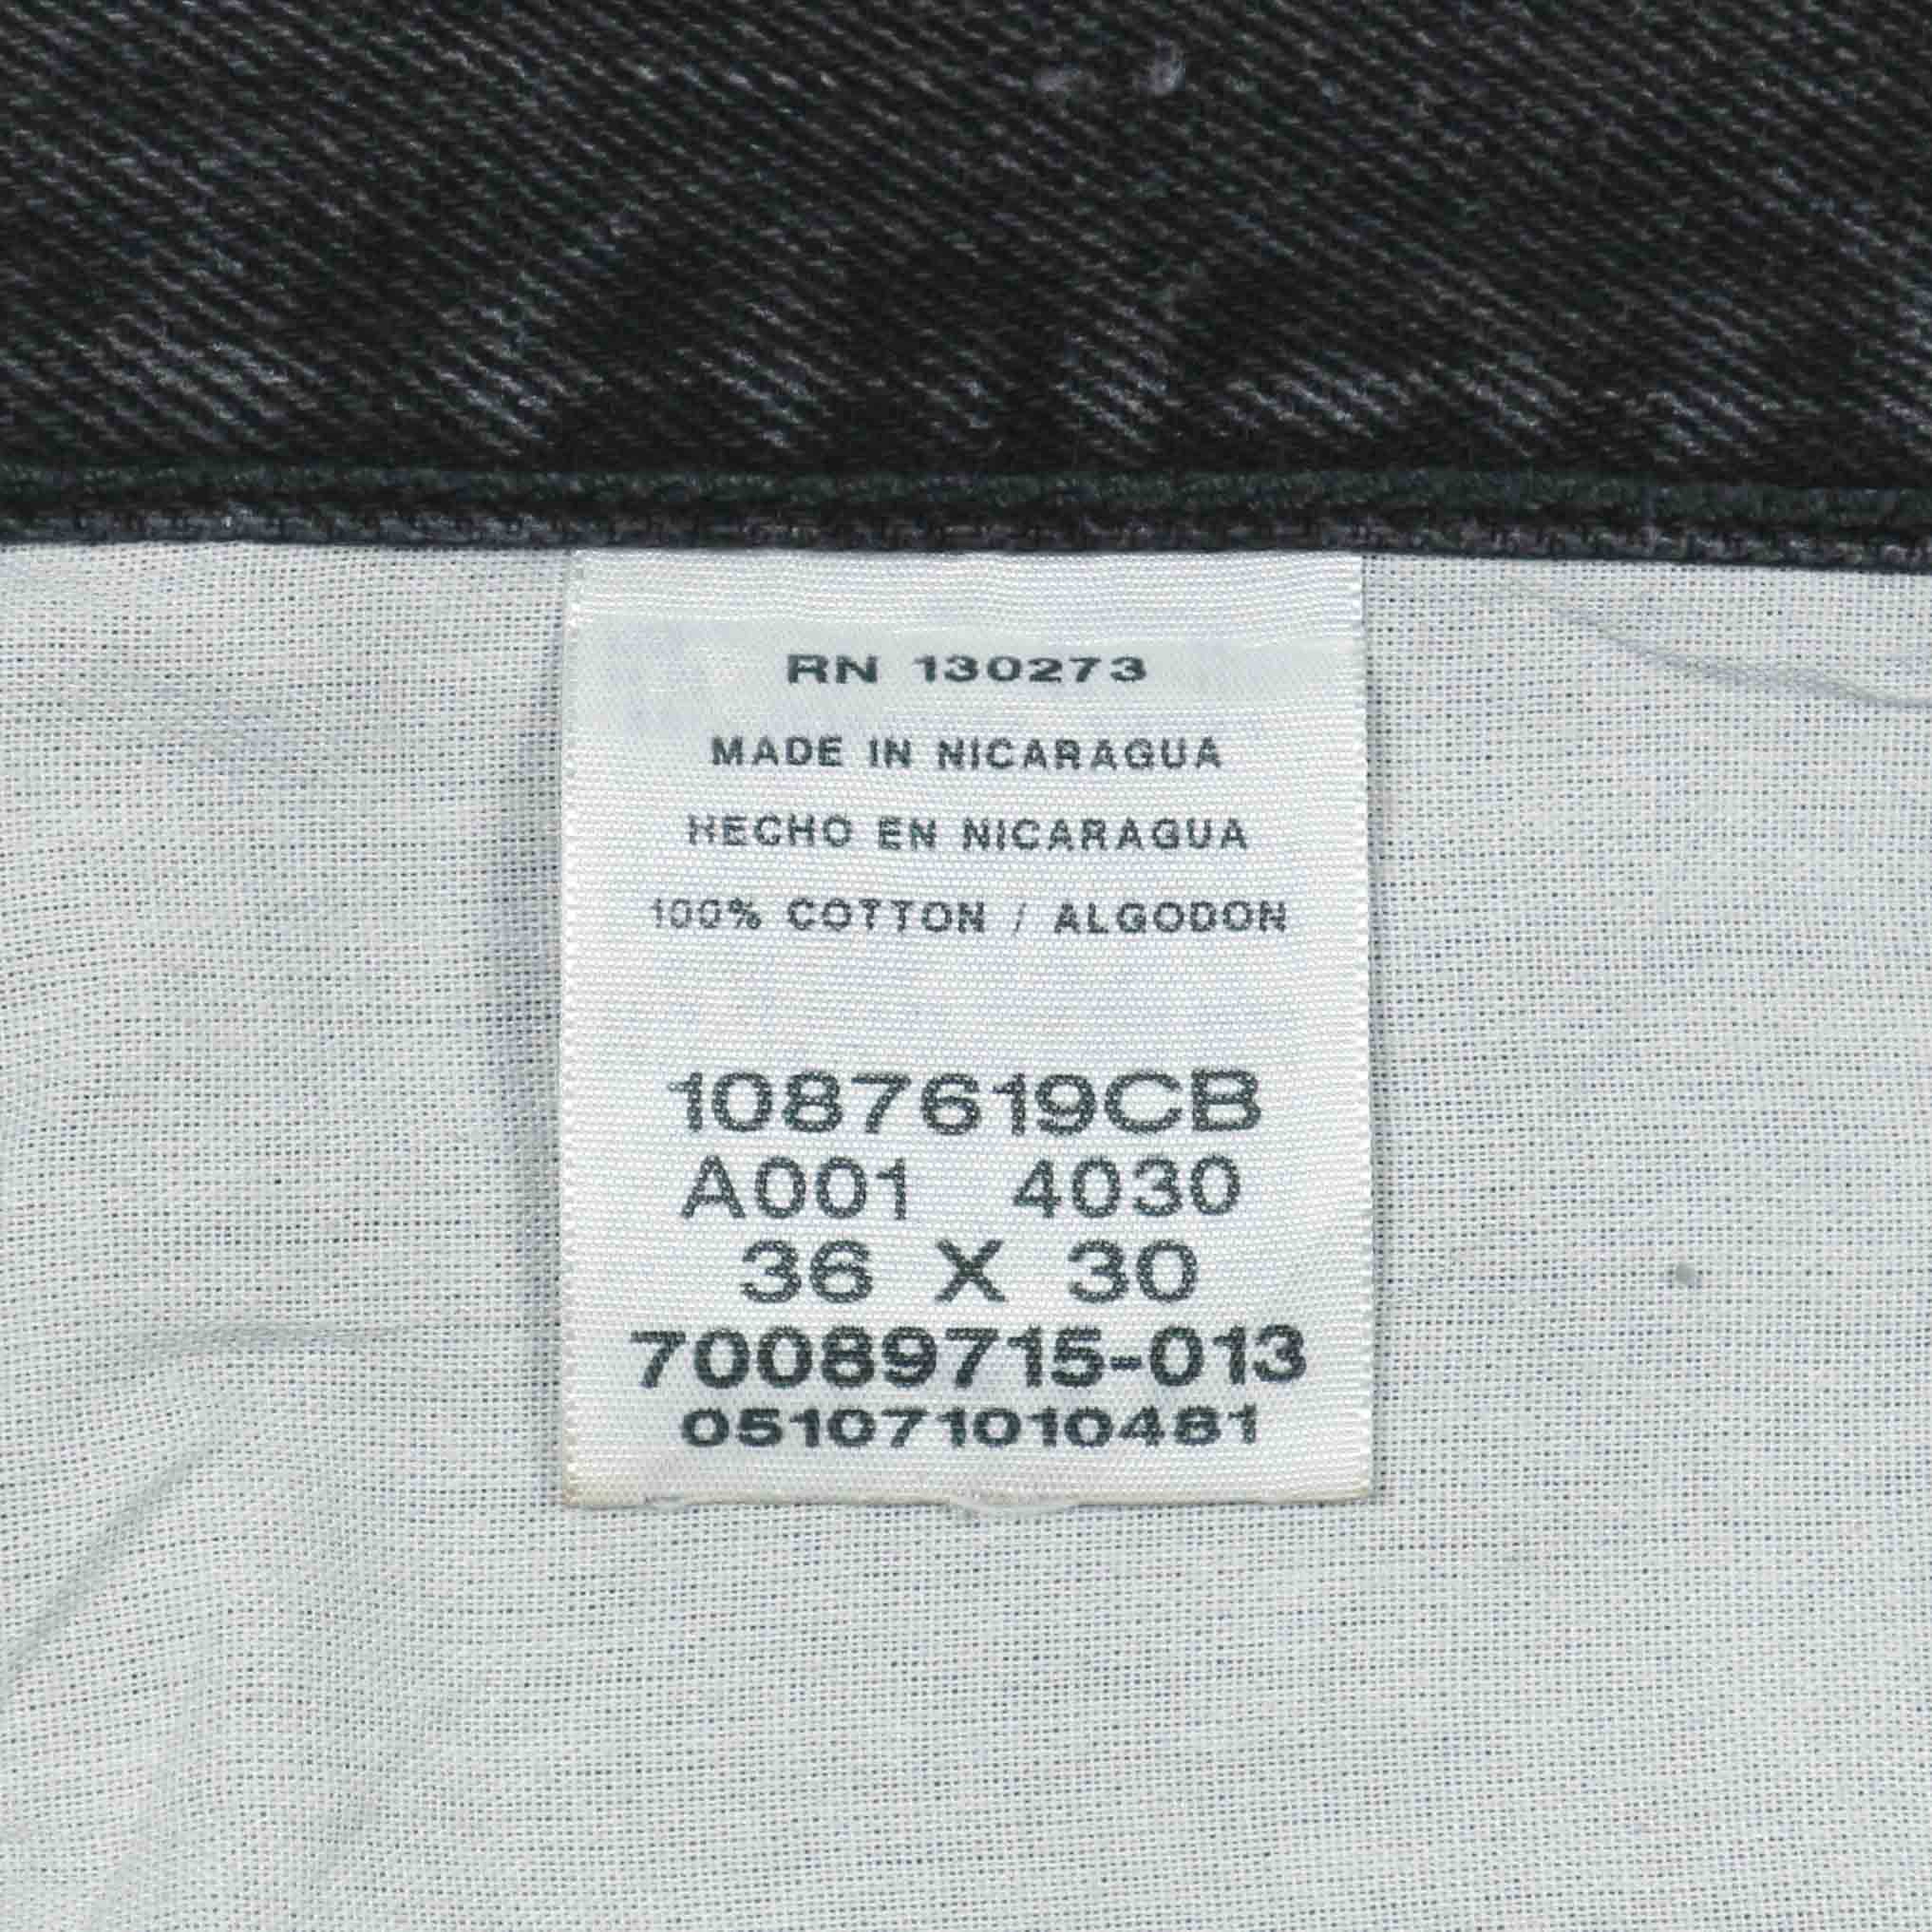 RN 130273
MADE IN NICARAGUA
HECHO EN NICARAGUA
100% COTTON / ALGODON
1087619CB
A001 4030
36 X 30
70089715-013
051071010481